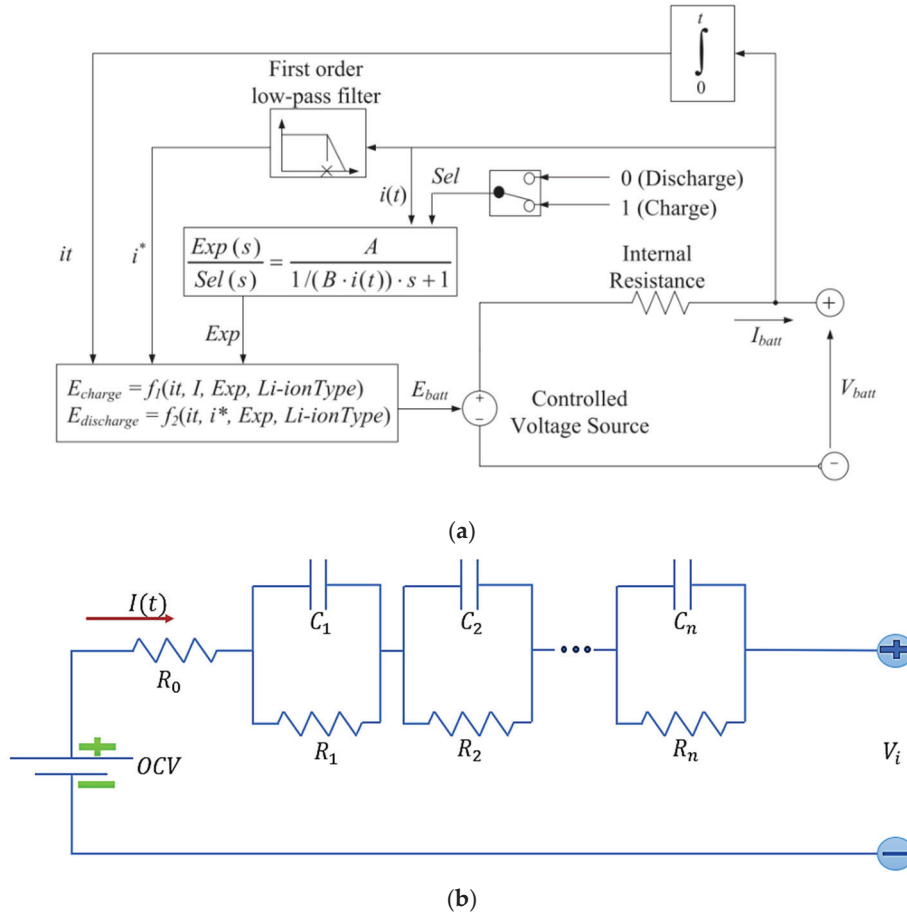 t
∫
0
First order
low-pass filter
i(t)
Sel
0 (Discharge)
1 (Charge)
it
i*
Exp(s)/Sel(s) = A/(1/(B·i(t))·s+1)
Internal
Resistance
+
I_batt
Exp
E_charge = f_1(it, I, Exp, Li-ionType)
E_discharge = f_2(it, i*, Exp, Li-ionType)
E_batt
+
−
Controlled
Voltage Source
V_batt
−
(a)
I(t)
C_1
C_2
C_n
R_0
+
R_1
R_2
R_n
+
OCV
−
V_i
−
(b)